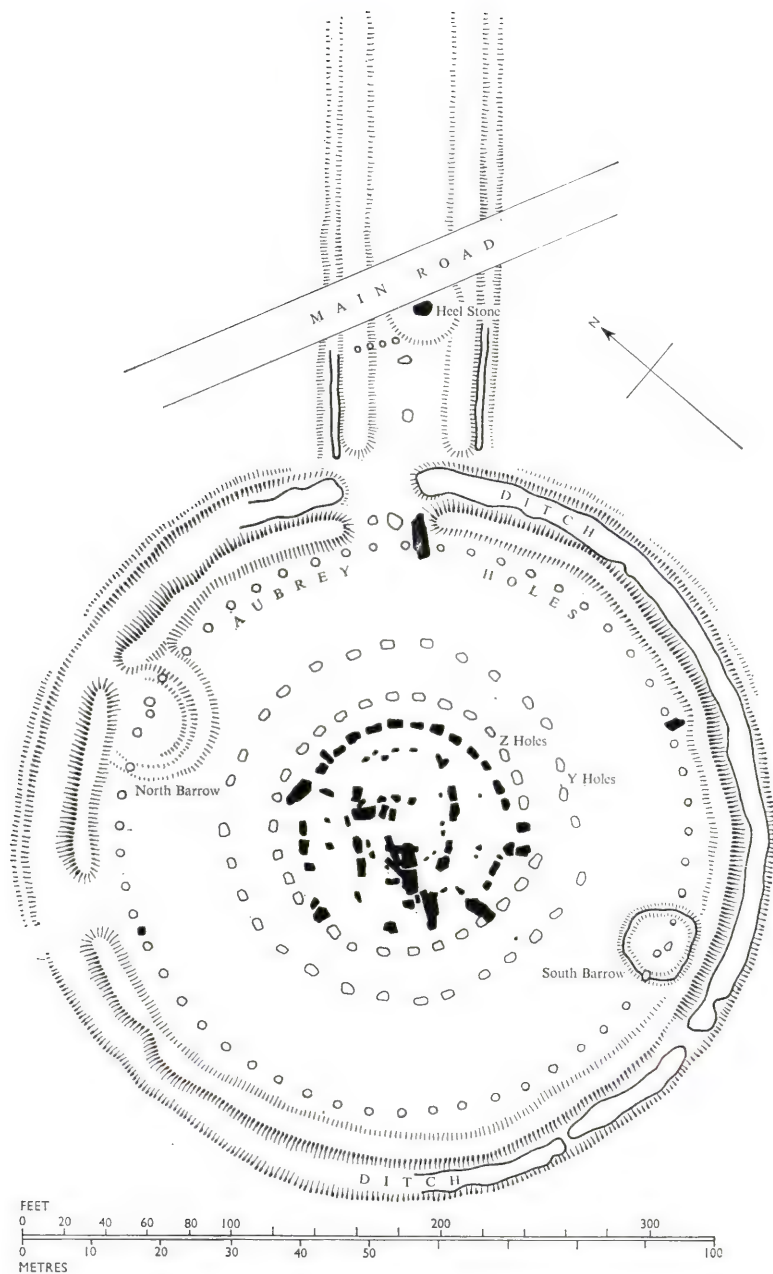 MAIN ROAD
Heel Stone
N
DITCH
AUBREY HOLES
Z Holes
Y Holes
North Barrow
South Barrow
DITCH
FEET
0 20 40 60 80 100 200 300
0 10 20 30 40 50 100
METRES